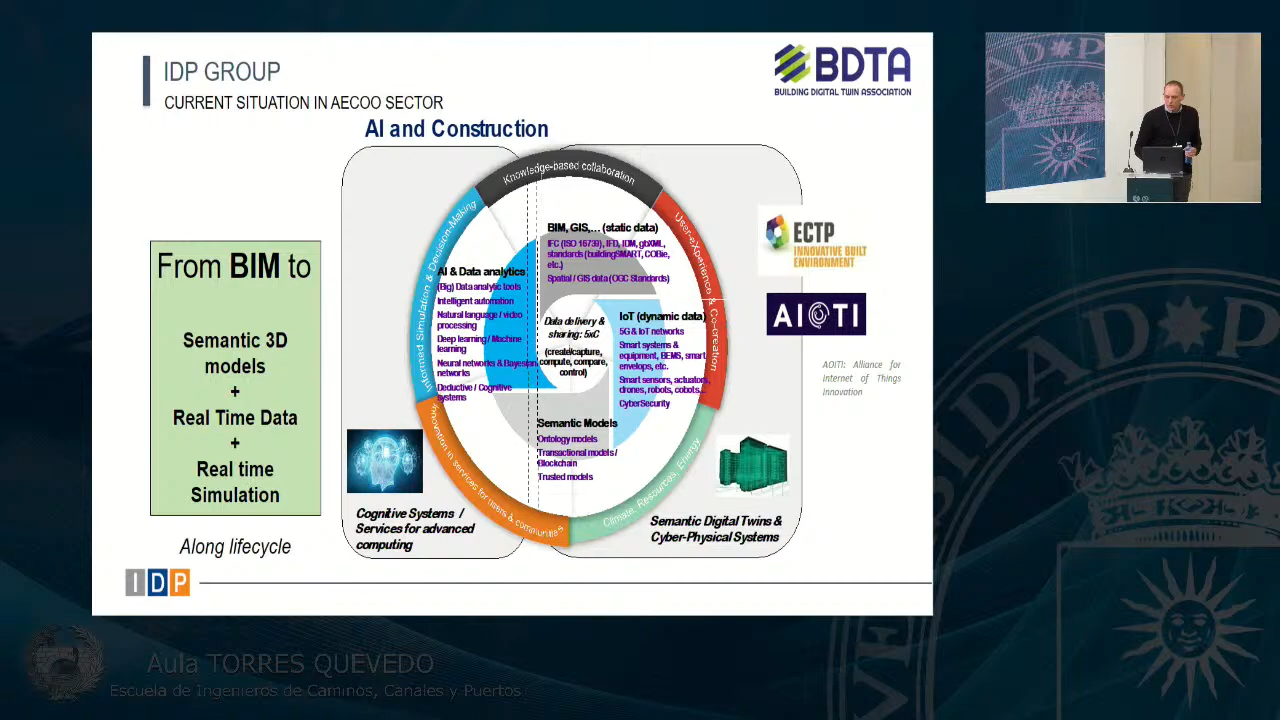 IDP GROUP
CURRENT SITUATION IN AECOO SECTOR
BDTA
BUILDING DIGITAL TWIN ASSOCIATION
AI and Construction
From BIM to
Semantic 3D
models
+
Real Time Data
+
Real time
Simulation
Along lifecycle
Knowledge-based collaboration
User-eXperience & Co-creation
Climate, Resources, Energy
Innovation in services for users & communities
Informed Simulation & Decision-Making
BIM, GIS,… (static data)
IFC (ISO 16739), IFD, IDM, gbXML,
standards (buildingSMART, COBie,
etc.)
Spatial / GIS data (OGC Standards)
AI & Data analytics
(Big) Data analytic tools
Intelligent automation
Natural language / video
processing
Deep learning / Machine
learning
Neural networks & Bayesian
networks
Deductive / Cognitive
systems
Data delivery &
sharing: 5xC
(create/capture,
compute, compare,
control)
IoT (dynamic data)
5G & IoT networks
Smart systems &
equipment, BEMS, smart
envelops, etc.
Smart sensors, actuators,
drones, robots, cobots…
CyberSecurity
Semantic Models
Ontology models
Transactional models /
Blockchain
Trusted models
Cognitive Systems /
Services for advanced
computing
Semantic Digital Twins &
Cyber-Physical Systems
ECTP
INNOVATIVE BUILT
ENVIRONMENT
AIOTI
AOITI: Alliance for
Internet of Things
Innovation
IDP
Aula TORRES QUEVEDO
Escuela de Ingenieros de Caminos, Canales y Puertos